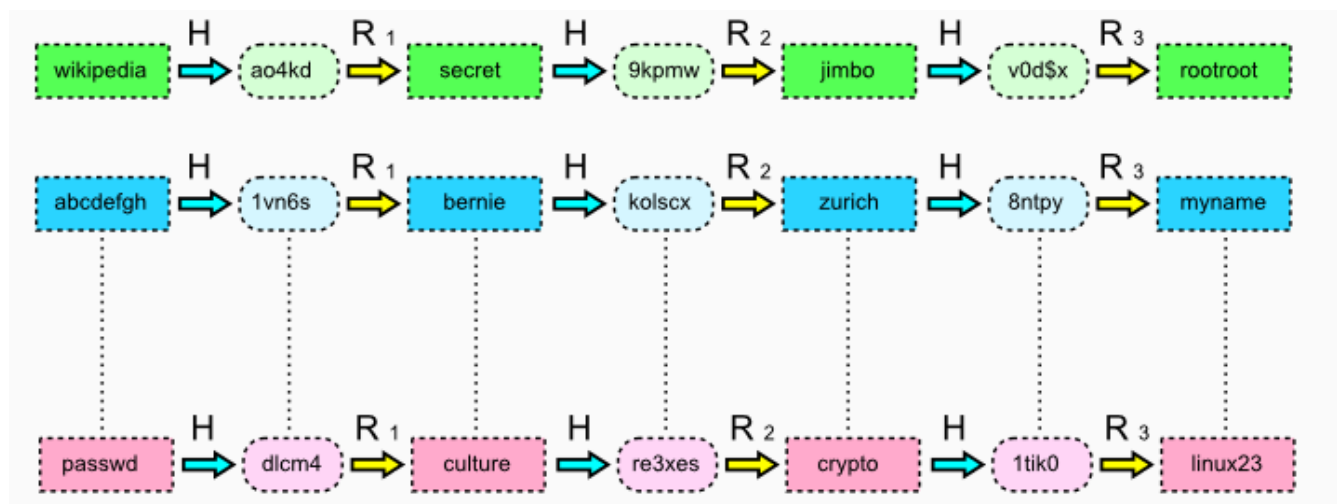 H R 1 H R 2 H R 3
wikipedia ao4kd secret 9kpmw jimbo v0d$x rootroot
H R 1 H R 2 H R 3
abcdefgh 1vn6s bernie kolscx zurich 8ntpy myname
H R 1 H R 2 H R 3
passwd dlcm4 culture re3xes crypto 1tik0 linux23